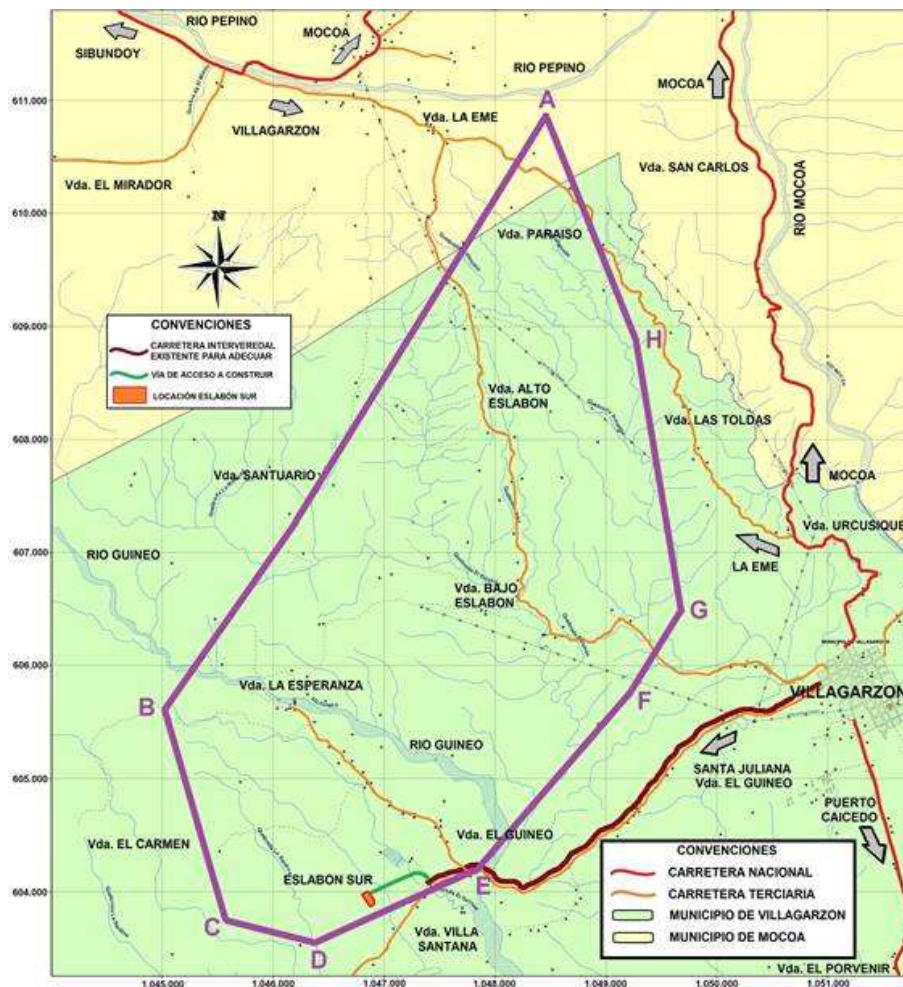 RIO PEPINO
MOCOA
SIBUNDOY
RIO PEPINO
MOCOA
611.000
A
VILLAGARZON
Vda. LA EME
Vda. SAN CARLOS
RIO MOCOA
Vda. EL MIRADOR
610.000
N
Vda. PARAISO
609.000
CONVENCIONES
CARRETERA INTERVEREDAL
EXISTENTE PARA ADECUAR
VÍA DE ACCESO A CONSTRUIR
LOCACIÓN ESLABÓN SUR
H
Vda. ALTO
ESLABON
Vda. LAS TOLDAS
608.000
Vda. SANTUARIO
MOCOA
Vda. URCUSIQUE
607.000
RIO GUINEO
LA EME
Vda. BAJO
ESLABON
G
606.000
Vda. LA ESPERANZA
B
F
VILLAGARZON
RIO GUINEO
605.000
SANTA JULIANA
Vda. EL GUINEO
PUERTO
CAICEDO
Vda. EL CARMEN
Vda. EL GUINEO
ESLABON SUR
E
604.000
C
D
Vda. VILLA
SANTANA
CONVENCIONES
CARRETERA NACIONAL
CARRETERA TERCIARIA
MUNICIPIO DE VILLAGARZON
MUNICIPIO DE MOCOA
Vda. EL PORVENIR
1.045.000
1.046.000
1.047.000
1.048.000
1.049.000
1.050.000
1.051.000